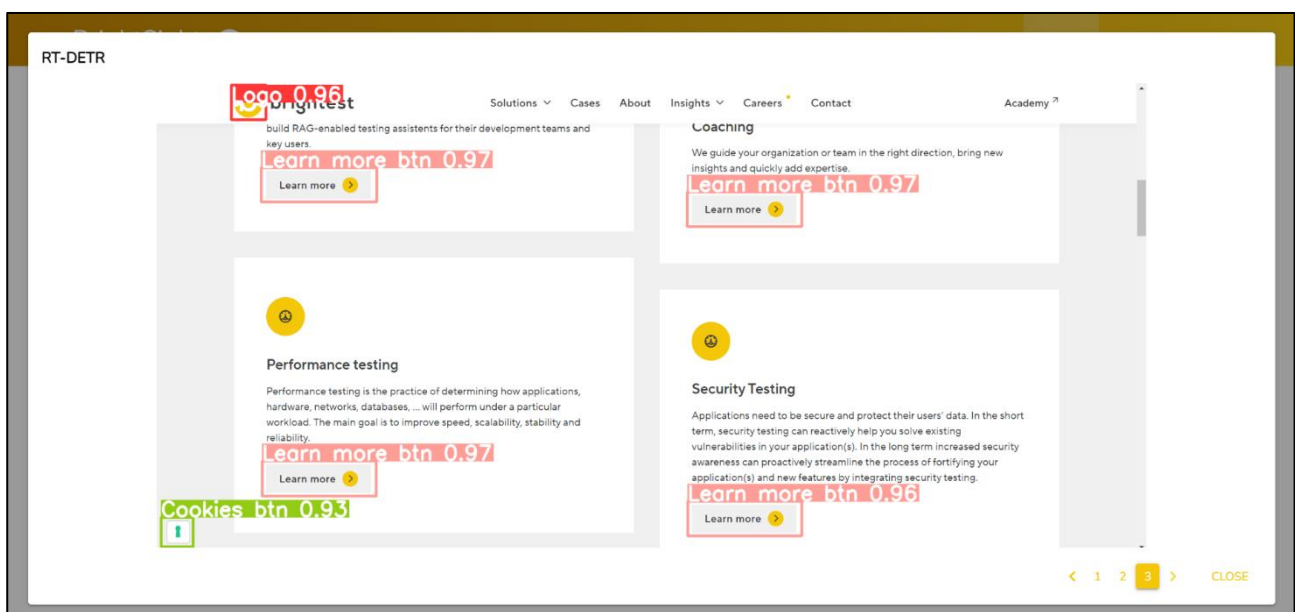 RT-DETR
Logo 0.96
brightest
Solutions
Cases
About
Insights
Careers
Contact
Academy
build RAG-enabled testing assistents for their development teams and
key users.
Learn more btn 0.97
Learn more
Coaching
We guide your organization or team in the right direction, bring new
insights and quickly add expertise.
Learn more btn 0.97
Learn more
Performance testing
Performance testing is the practice of determining how applications,
hardware, networks, databases, ... will perform under a particular
workload. The main goal is to improve speed, scalability, stability and
reliability.
Learn more btn 0.97
Learn more
Cookies btn 0.93
Security Testing
Applications need to be secure and protect their users' data. In the short
term, security testing can reactively help you solve existing
vulnerabilities in your application(s). In the long term increased security
awareness can proactively streamline the process of fortifying your
application(s) and new features by integrating security testing.
Learn more btn 0.96
Learn more
1 2 3
CLOSE